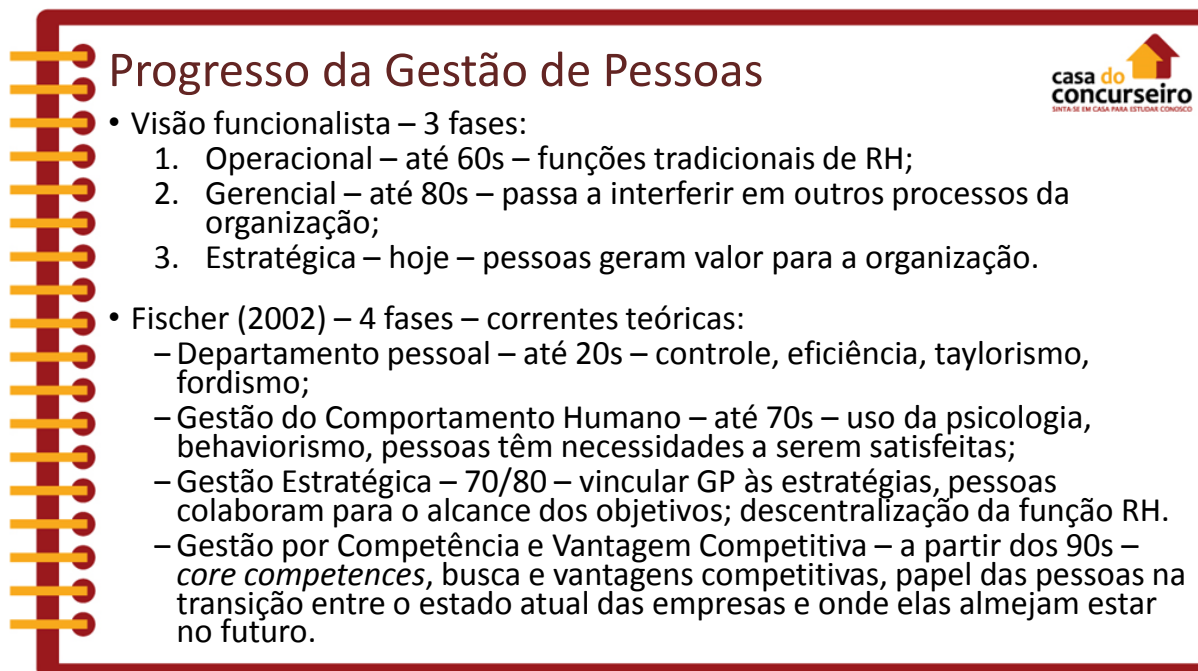 Progresso da Gestão de Pessoas
casa do
concurseiro
SINTA-SE EM CASA PARA ESTUDAR CONOSCO
• Visão funcionalista – 3 fases:
1. Operacional – até 60s – funções tradicionais de RH;
2. Gerencial – até 80s – passa a interferir em outros processos da
organização;
3. Estratégica – hoje – pessoas geram valor para a organização.
• Fischer (2002) – 4 fases – correntes teóricas:
– Departamento pessoal – até 20s – controle, eficiência, taylorismo,
fordismo;
– Gestão do Comportamento Humano – até 70s – uso da psicologia,
behaviorismo, pessoas têm necessidades a serem satisfeitas;
– Gestão Estratégica – 70/80 – vincular GP às estratégias, pessoas
colaboram para o alcance dos objetivos; descentralização da função RH.
– Gestão por Competência e Vantagem Competitiva – a partir dos 90s –
core competences, busca e vantagens competitivas, papel das pessoas na
transição entre o estado atual das empresas e onde elas almejam estar
no futuro.